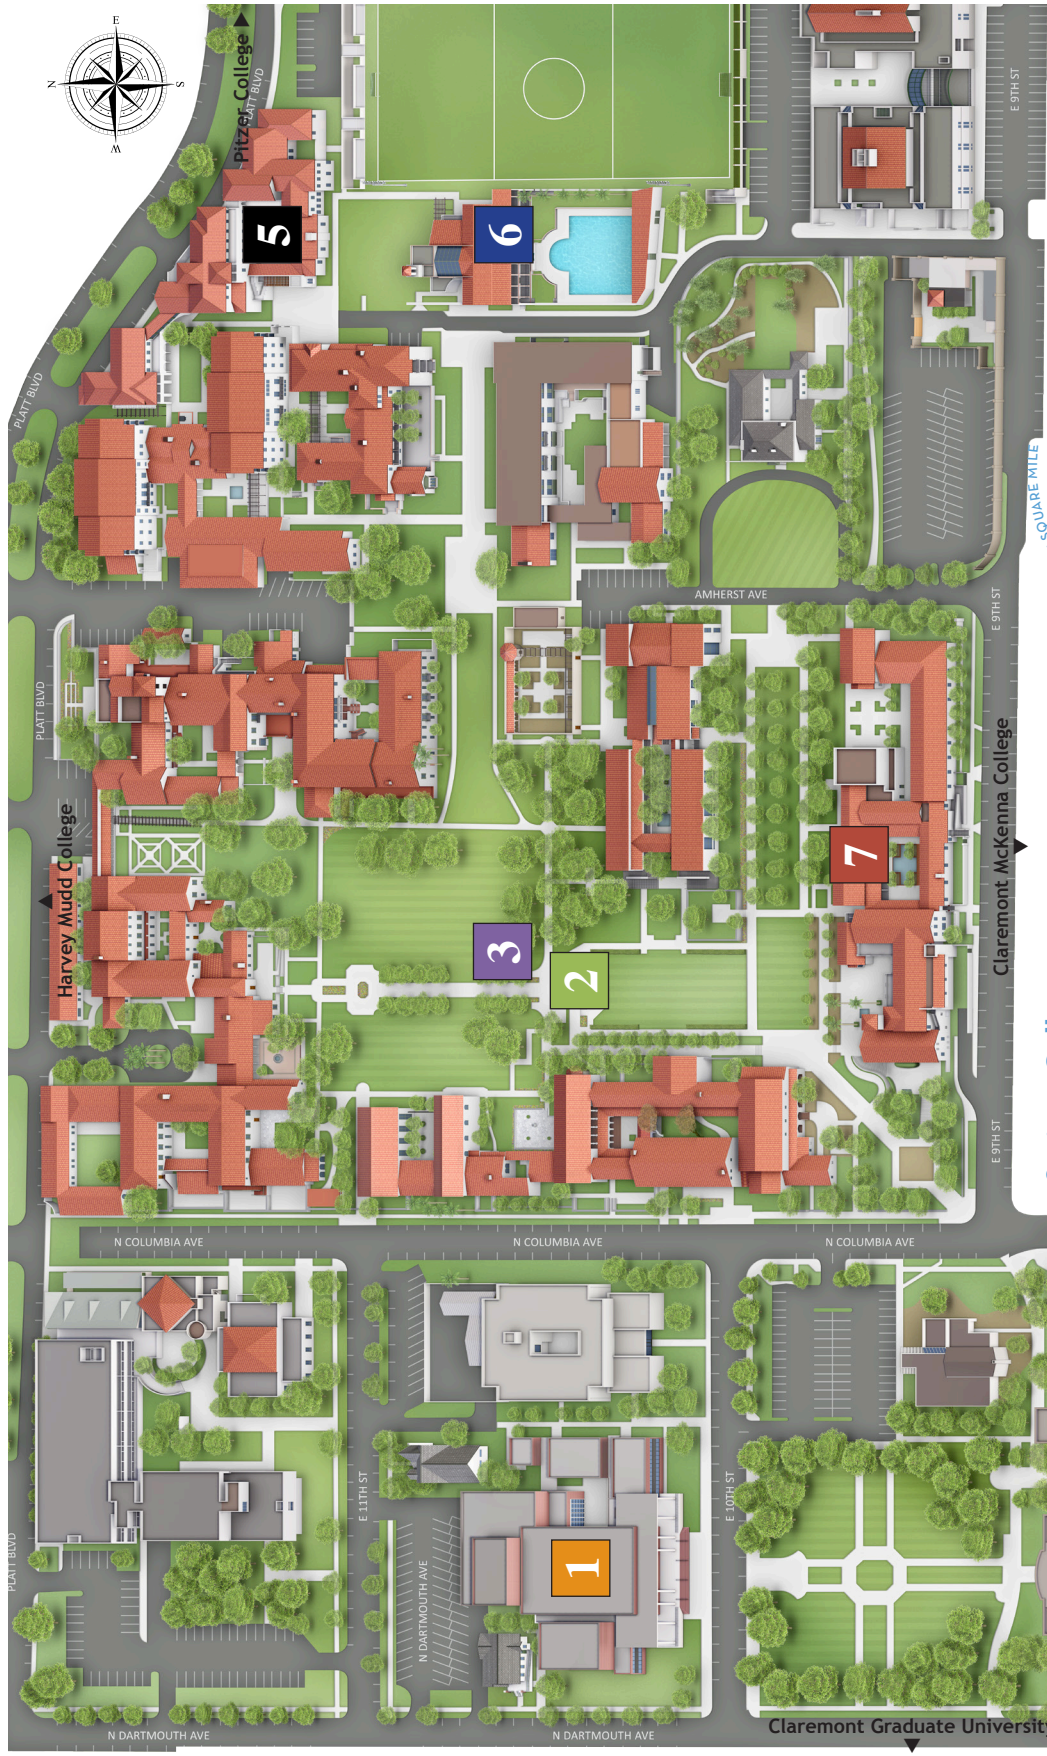 E
N
S
W
Pitzer College
PLATT BLVD
E 9TH ST
5
6
PLATT BLVD
SQUARE MILE
AMHERST AVE
E 9TH ST
PLATT BLVD
Harvey Mudd College
Claremont McKenna College
7
3
2
E 9TH ST
N COLUMBIA AVE
N COLUMBIA AVE
N COLUMBIA AVE
E 11TH ST
E 10TH ST
PLATT BLVD
1
N DARTMOUTH AVE
N DARTMOUTH AVE
N DARTMOUTH AVE
Claremont Graduate University